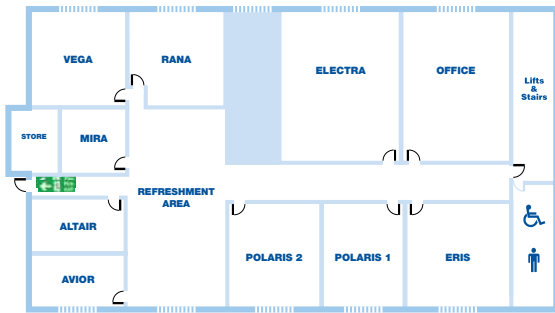 VEGA
RANA
ELECTRA
OFFICE
Lifts
&
Stairs
STORE
MIRA
REFRESHMENT
AREA
ALTAIR
AVIOR
POLARIS 2
POLARIS 1
ERIS